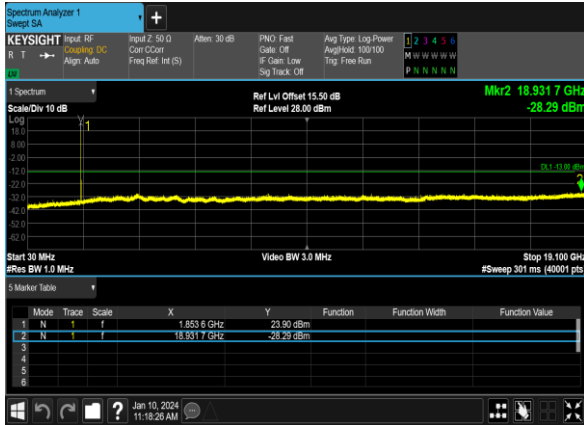 Spectrum Analyzer 1
Swept SA
+
KEYSIGHT Input: RF Input Z: 50 Ω Atten: 30 dB PNO: Fast Avg Type: Log-Power 1 2 3 4 5 6
R T Coupling: DC Corr CCorr Gate: Off Avg|Hold: 100/100 M W W W W W
Align: Auto Freq Ref: Int (S) IF Gain: Low Trig: Free Run
LXI Sig Track: Off P N N N N N
1 Spectrum Ref Lvl Offset 15.50 dB Mkr2 18.931 7 GHz
Scale/Div 10 dB Ref Level 28.00 dBm -28.29 dBm
Log
1
18.0
8.00
-2.00
-12.0 DL1 -13.00 dBm
-22.0 2
-32.0
-42.0
-52.0
-62.0
Start 30 MHz Video BW 3.0 MHz Stop 19.100 GHz
#Res BW 1.0 MHz #Sweep 301 ms (40001 pts
5 Marker Table
Mode Trace Scale X Y Function Function Width Function Value
1 N 1 f 1.853 6 GHz 23.90 dBm
2 N 1 f 18.931 7 GHz -28.29 dBm
3
4
5
6
? Jan 10, 2024
11:18:26 AM